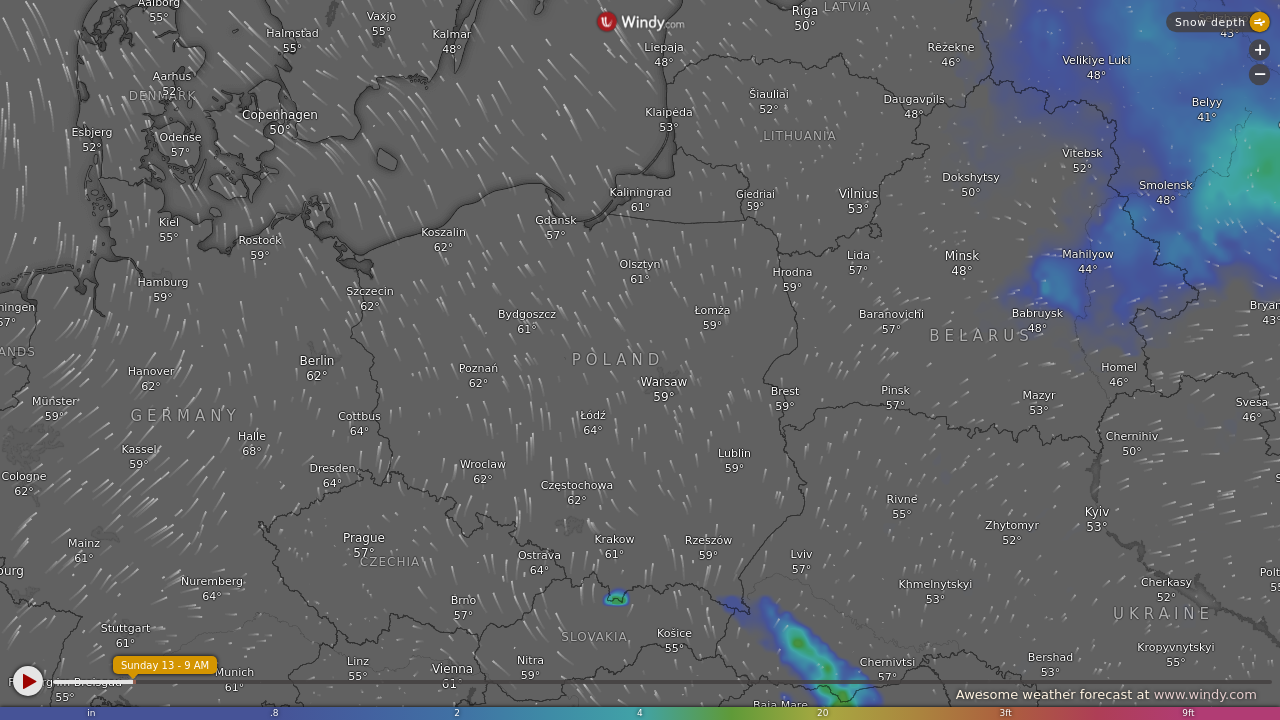 Aalborg
55°
Vaxjo
55°
Halmstad
55°
Kalmar
48°
Windy.com
Riga
50°
LATVIA
Snow depth
43°
Liepaja
48°
Rēzekne
46°
Velikiye Luki
48°
Aarhus
52°
DENMARK
Copenhagen
50°
Klaipėda
53°
Šiauliai
52°
Daugavpils
48°
Belyy
41°
Esbjerg
52°
Odense
57°
LITHUANIA
Vitebsk
52°
Kaliningrad
61°
Giedriai
59°
Vilnius
53°
Dokshytsy
50°
Smolensk
48°
Kiel
55°
Rostock
59°
Koszalin
62°
Gdansk
57°
Olsztyn
61°
Hrodna
59°
Lida
57°
Minsk
48°
Mahilyow
44°
Hamburg
59°
Szczecin
62°
Bydgoszcz
61°
Łomża
59°
Baranovichi
57°
Babruysk
48°
BELARUS
POLAND
Berlin
62°
Hanover
62°
Poznań
62°
Warsaw
59°
Brest
59°
Pinsk
57°
Homel
46°
Mazyr
53°
Svesa
46°
Münster
59°
GERMANY
Cottbus
64°
Łódź
64°
Halle
68°
Kassel
59°
Chernihiv
50°
Cologne
62°
Dresden
64°
Wroclaw
62°
Częstochowa
62°
Lublin
59°
Rivne
55°
Zhytomyr
52°
Kyiv
53°
Mainz
61°
Prague
57°
CZECHIA
Ostrava
64°
Krakow
61°
Rzeszów
59°
Lviv
57°
Nuremberg
64°
Brno
57°
Khmelnytskyi
53°
Cherkasy
52°
UKRAINE
Stuttgart
61°
SLOVAKIA
Košice
55°
Linz
55°
Vienna
61°
Nitra
59°
Chernivtsi
57°
Bershad
53°
Kropyvnytskyi
55°
Sunday 13 - 9 AM
Munich
61°
55°
Baia Mare
Awesome weather forecast at www.windy.com
in .8 2 4 20 3ft 9ft